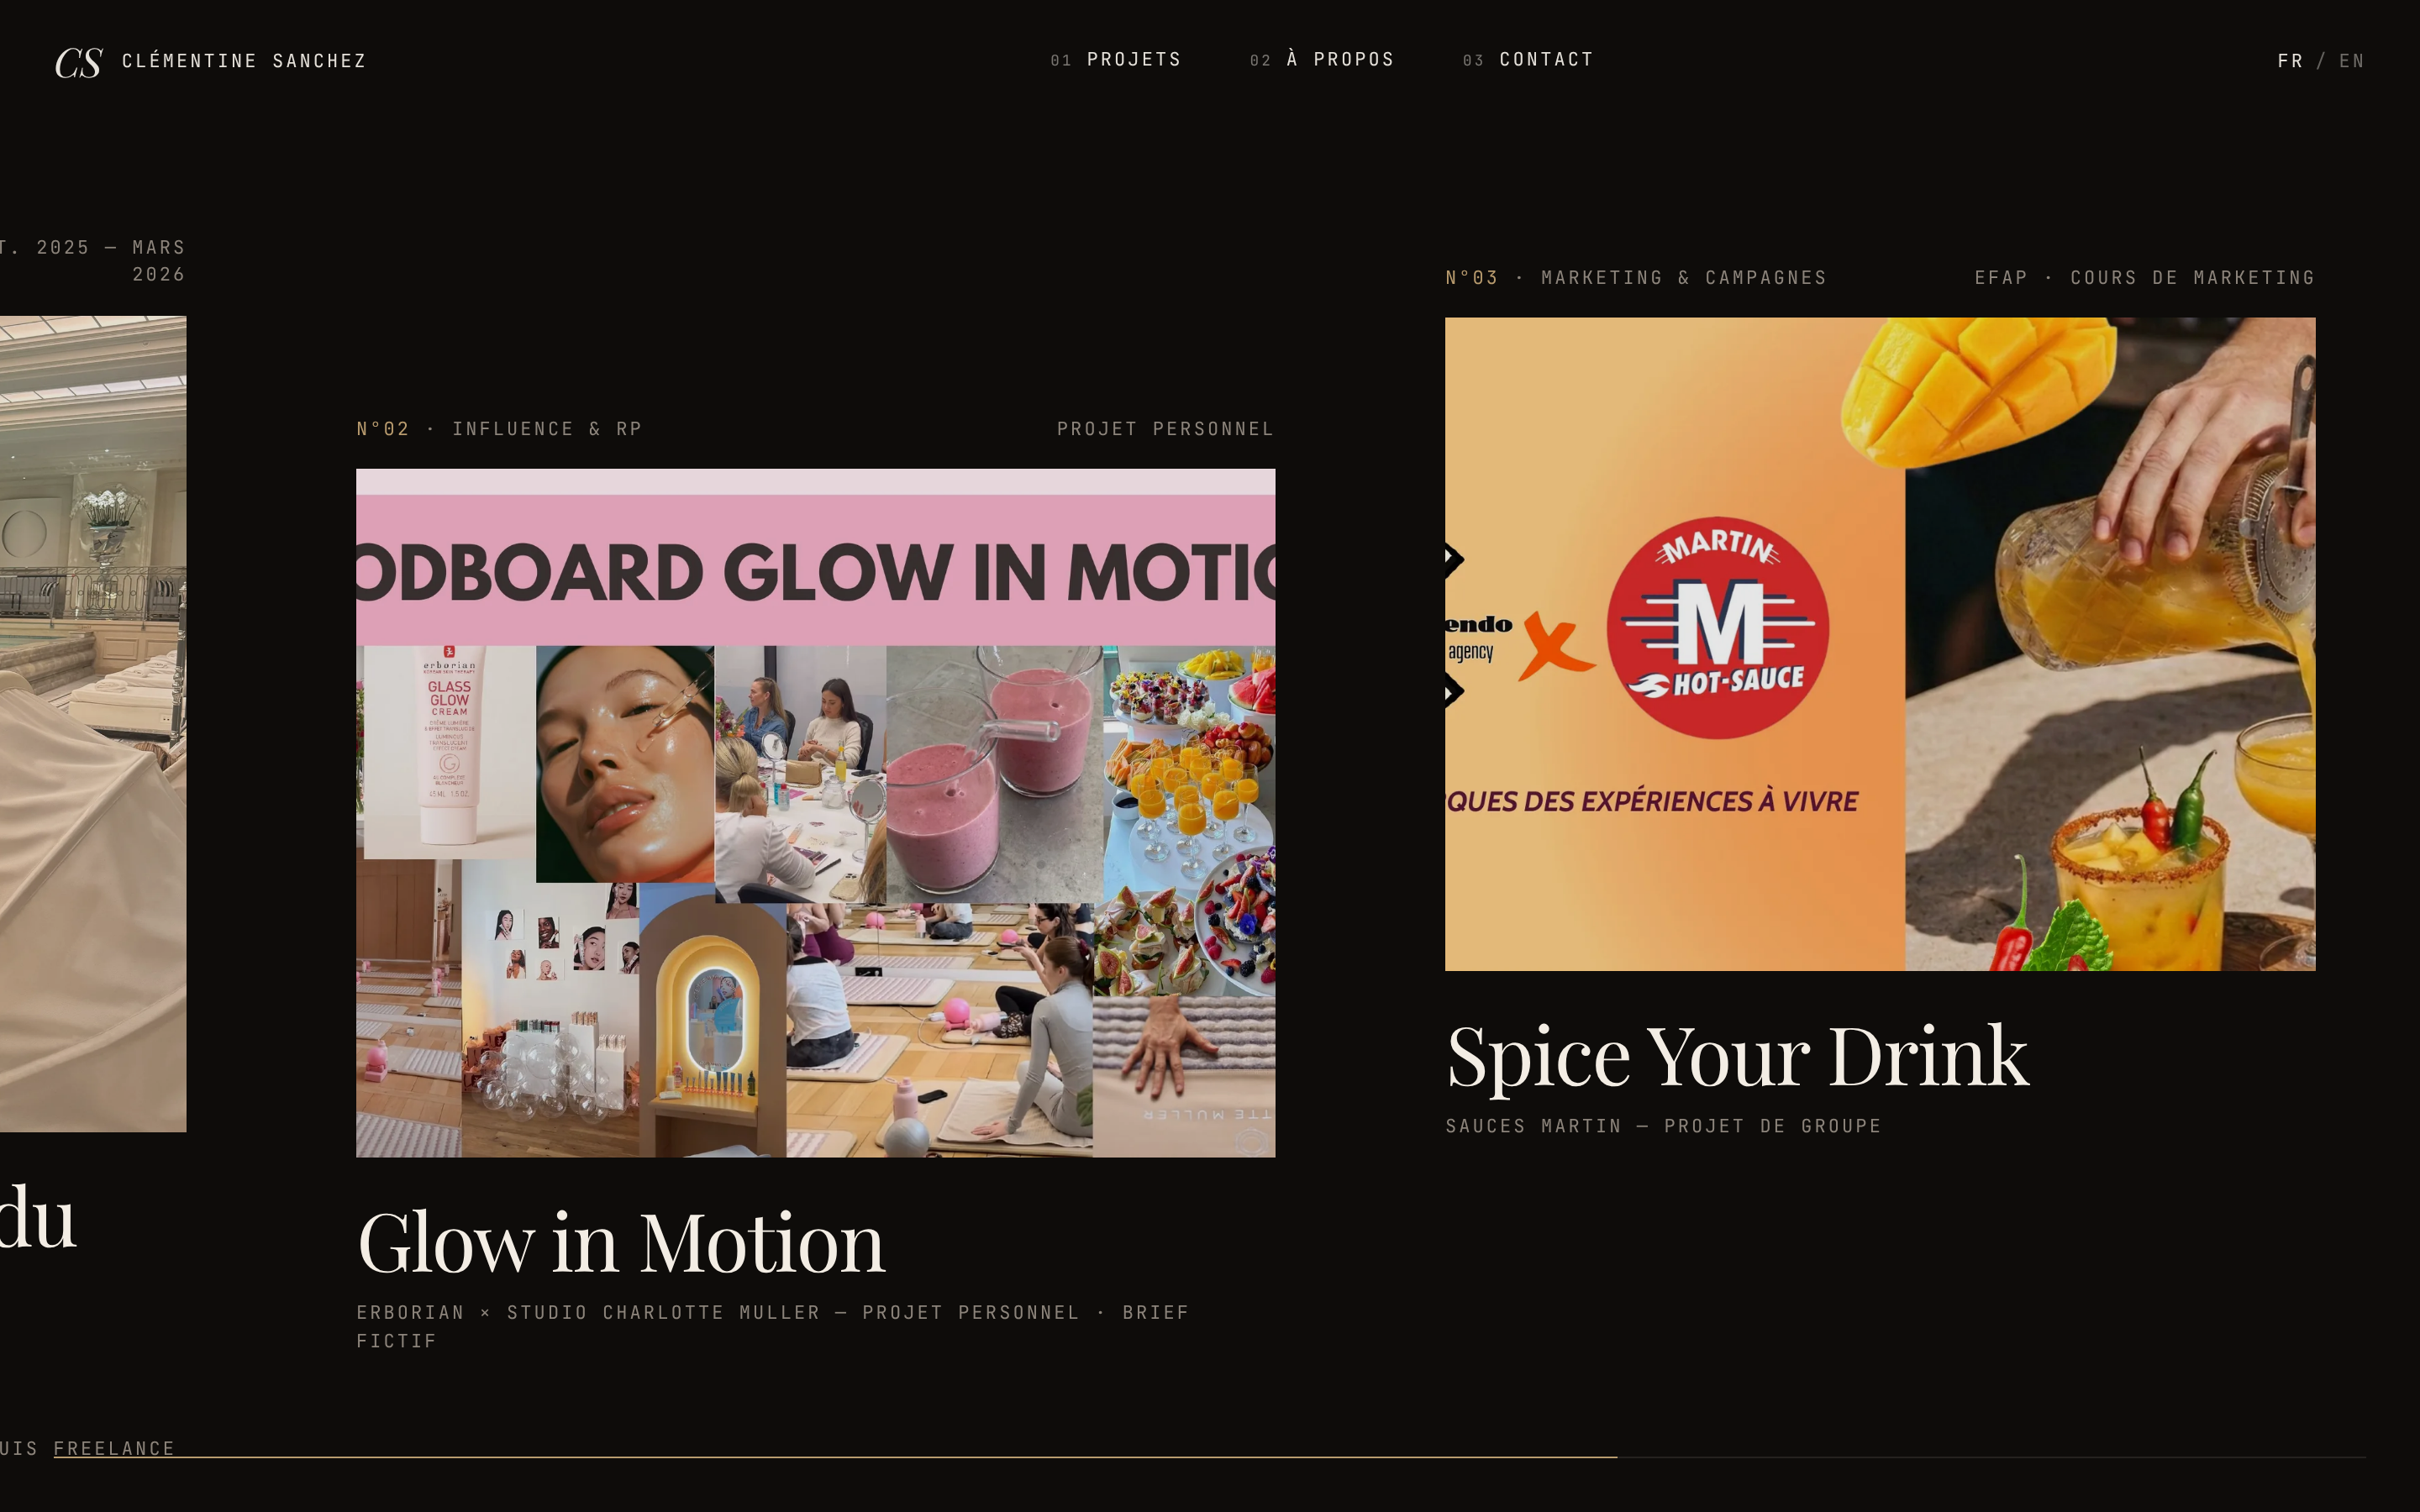 CS CLÉMENTINE SANCHEZ
01 PROJETS
02 À PROPOS
03 CONTACT
FR / EN
T. 2025 — MARS
2026
du
UIS FREELANCE
N°02 · INFLUENCE & RP
PROJET PERSONNEL
ODBOARD GLOW IN MOTIO
erborian
GLASS
GLOW
CREAM
TTE MULLER
Glow in Motion
ERBORIAN × STUDIO CHARLOTTE MULLER — PROJET PERSONNEL · BRIEF
FICTIF
N°03 · MARKETING & CAMPAGNES
EFAP · COURS DE MARKETING
endo
agency
X
MARTIN
M
HOT-SAUCE
QUES DES EXPÉRIENCES À VIVRE
Spice Your Drink
SAUCES MARTIN — PROJET DE GROUPE